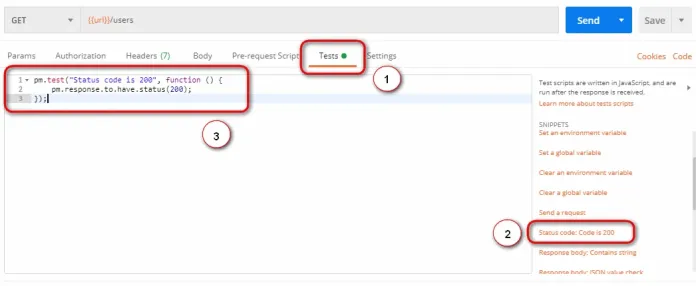 GET {{url}}/users Send Save
Params Authorization Headers (7) Body Pre-request Script Tests Settings Cookies Code
1
1 pm.test("Status code is 200", function () {
2 pm.response.to.have.status(200);
3 });
3
Test scripts are written in JavaScript, and are
run after the response is received.
Learn more about tests scripts
SNIPPETS
Set an environment variable
Set a global variable
Clear an environment variable
Clear a global variable
Send a request
2
Status code: Code is 200
Response body: Contains string
Response body: JSON value check